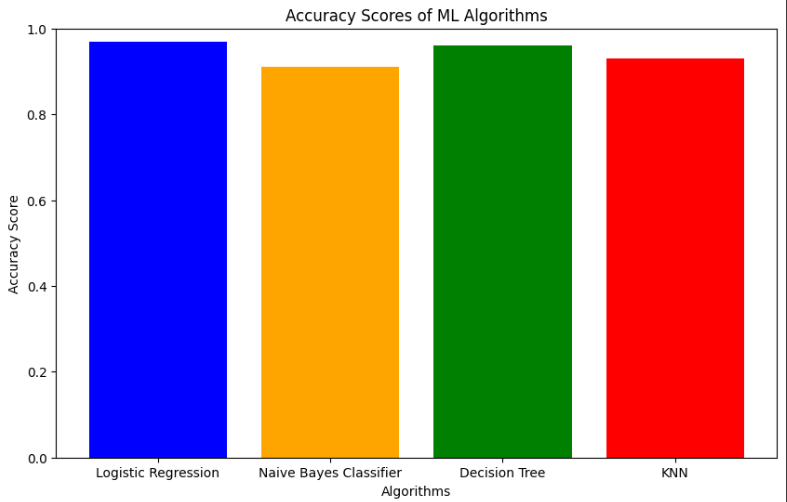 Accuracy Scores of ML Algorithms
1.0
0.8
0.6
0.4
0.2
0.0
Accuracy Score
Logistic Regression Naive Bayes Classifier Decision Tree KNN
Algorithms